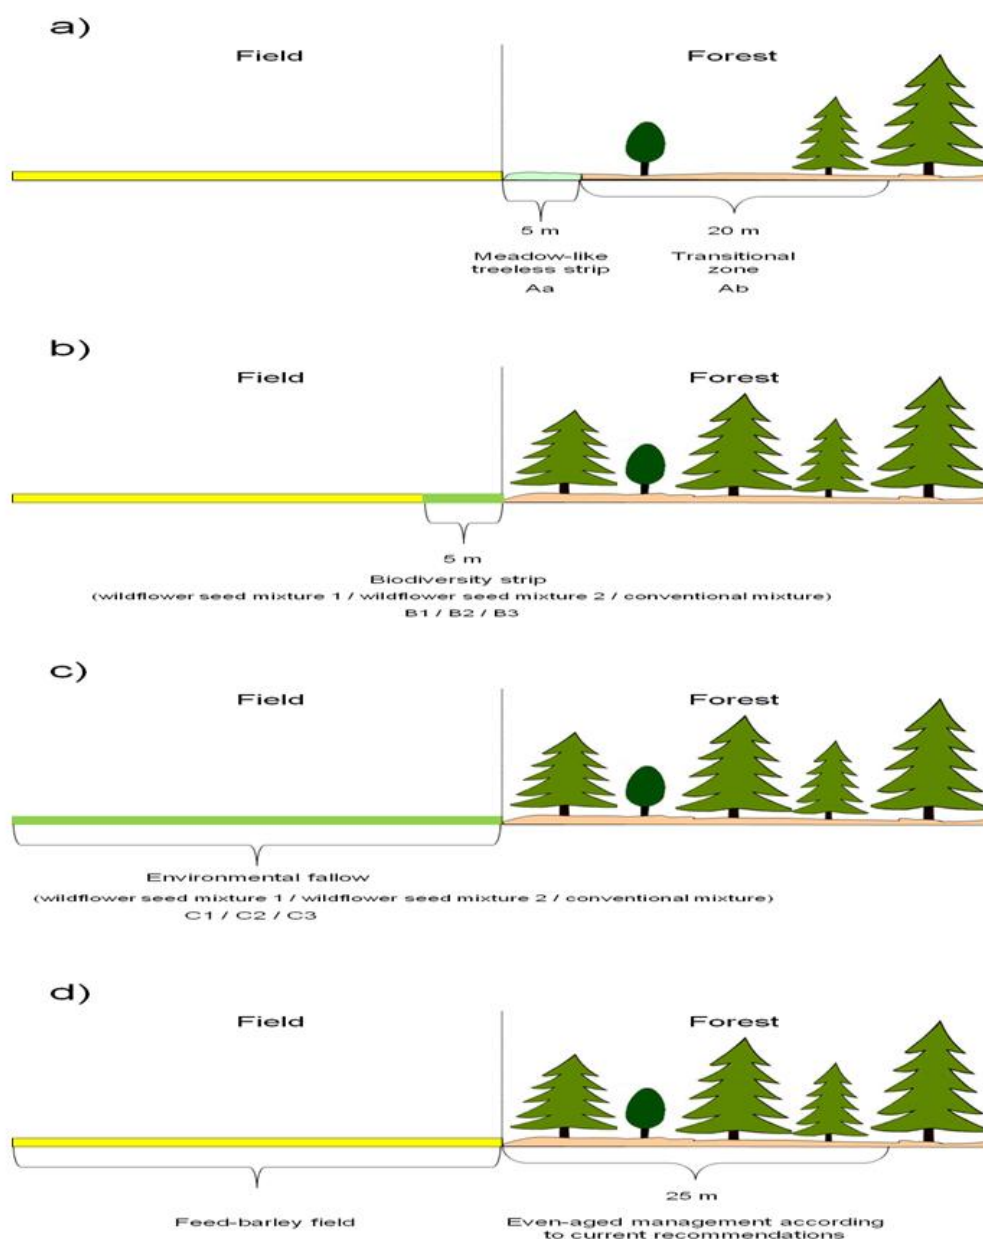 a)
Field
Forest
5 m
20 m
Meadow-like
treeless strip
Transitional
zone
Aa
Ab
b)
Field
Forest
5 m
Biodiversity strip
(wildflower seed mixture 1 / wildflower seed mixture 2 / conventional mixture)
B1 / B2 / B3
c)
Field
Forest
Environmental fallow
(wildflower seed mixture 1 / wildflower seed mixture 2 / conventional mixture)
C1 / C2 / C3
d)
Field
Forest
25 m
Feed-barley field
Even-aged management according
to current recommendations